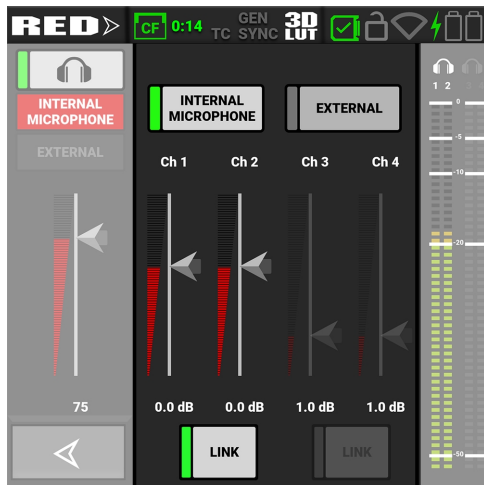 RED
CF 0:14
GEN
TC SYNC
3D
LUT
INTERNAL
MICROPHONE
EXTERNAL
75
INTERNAL
MICROPHONE
EXTERNAL
Ch 1 Ch 2 Ch 3 Ch 4
0.0 dB 0.0 dB 1.0 dB 1.0 dB
LINK LINK
1 2 3 4
0
-5
-10
-20
-50